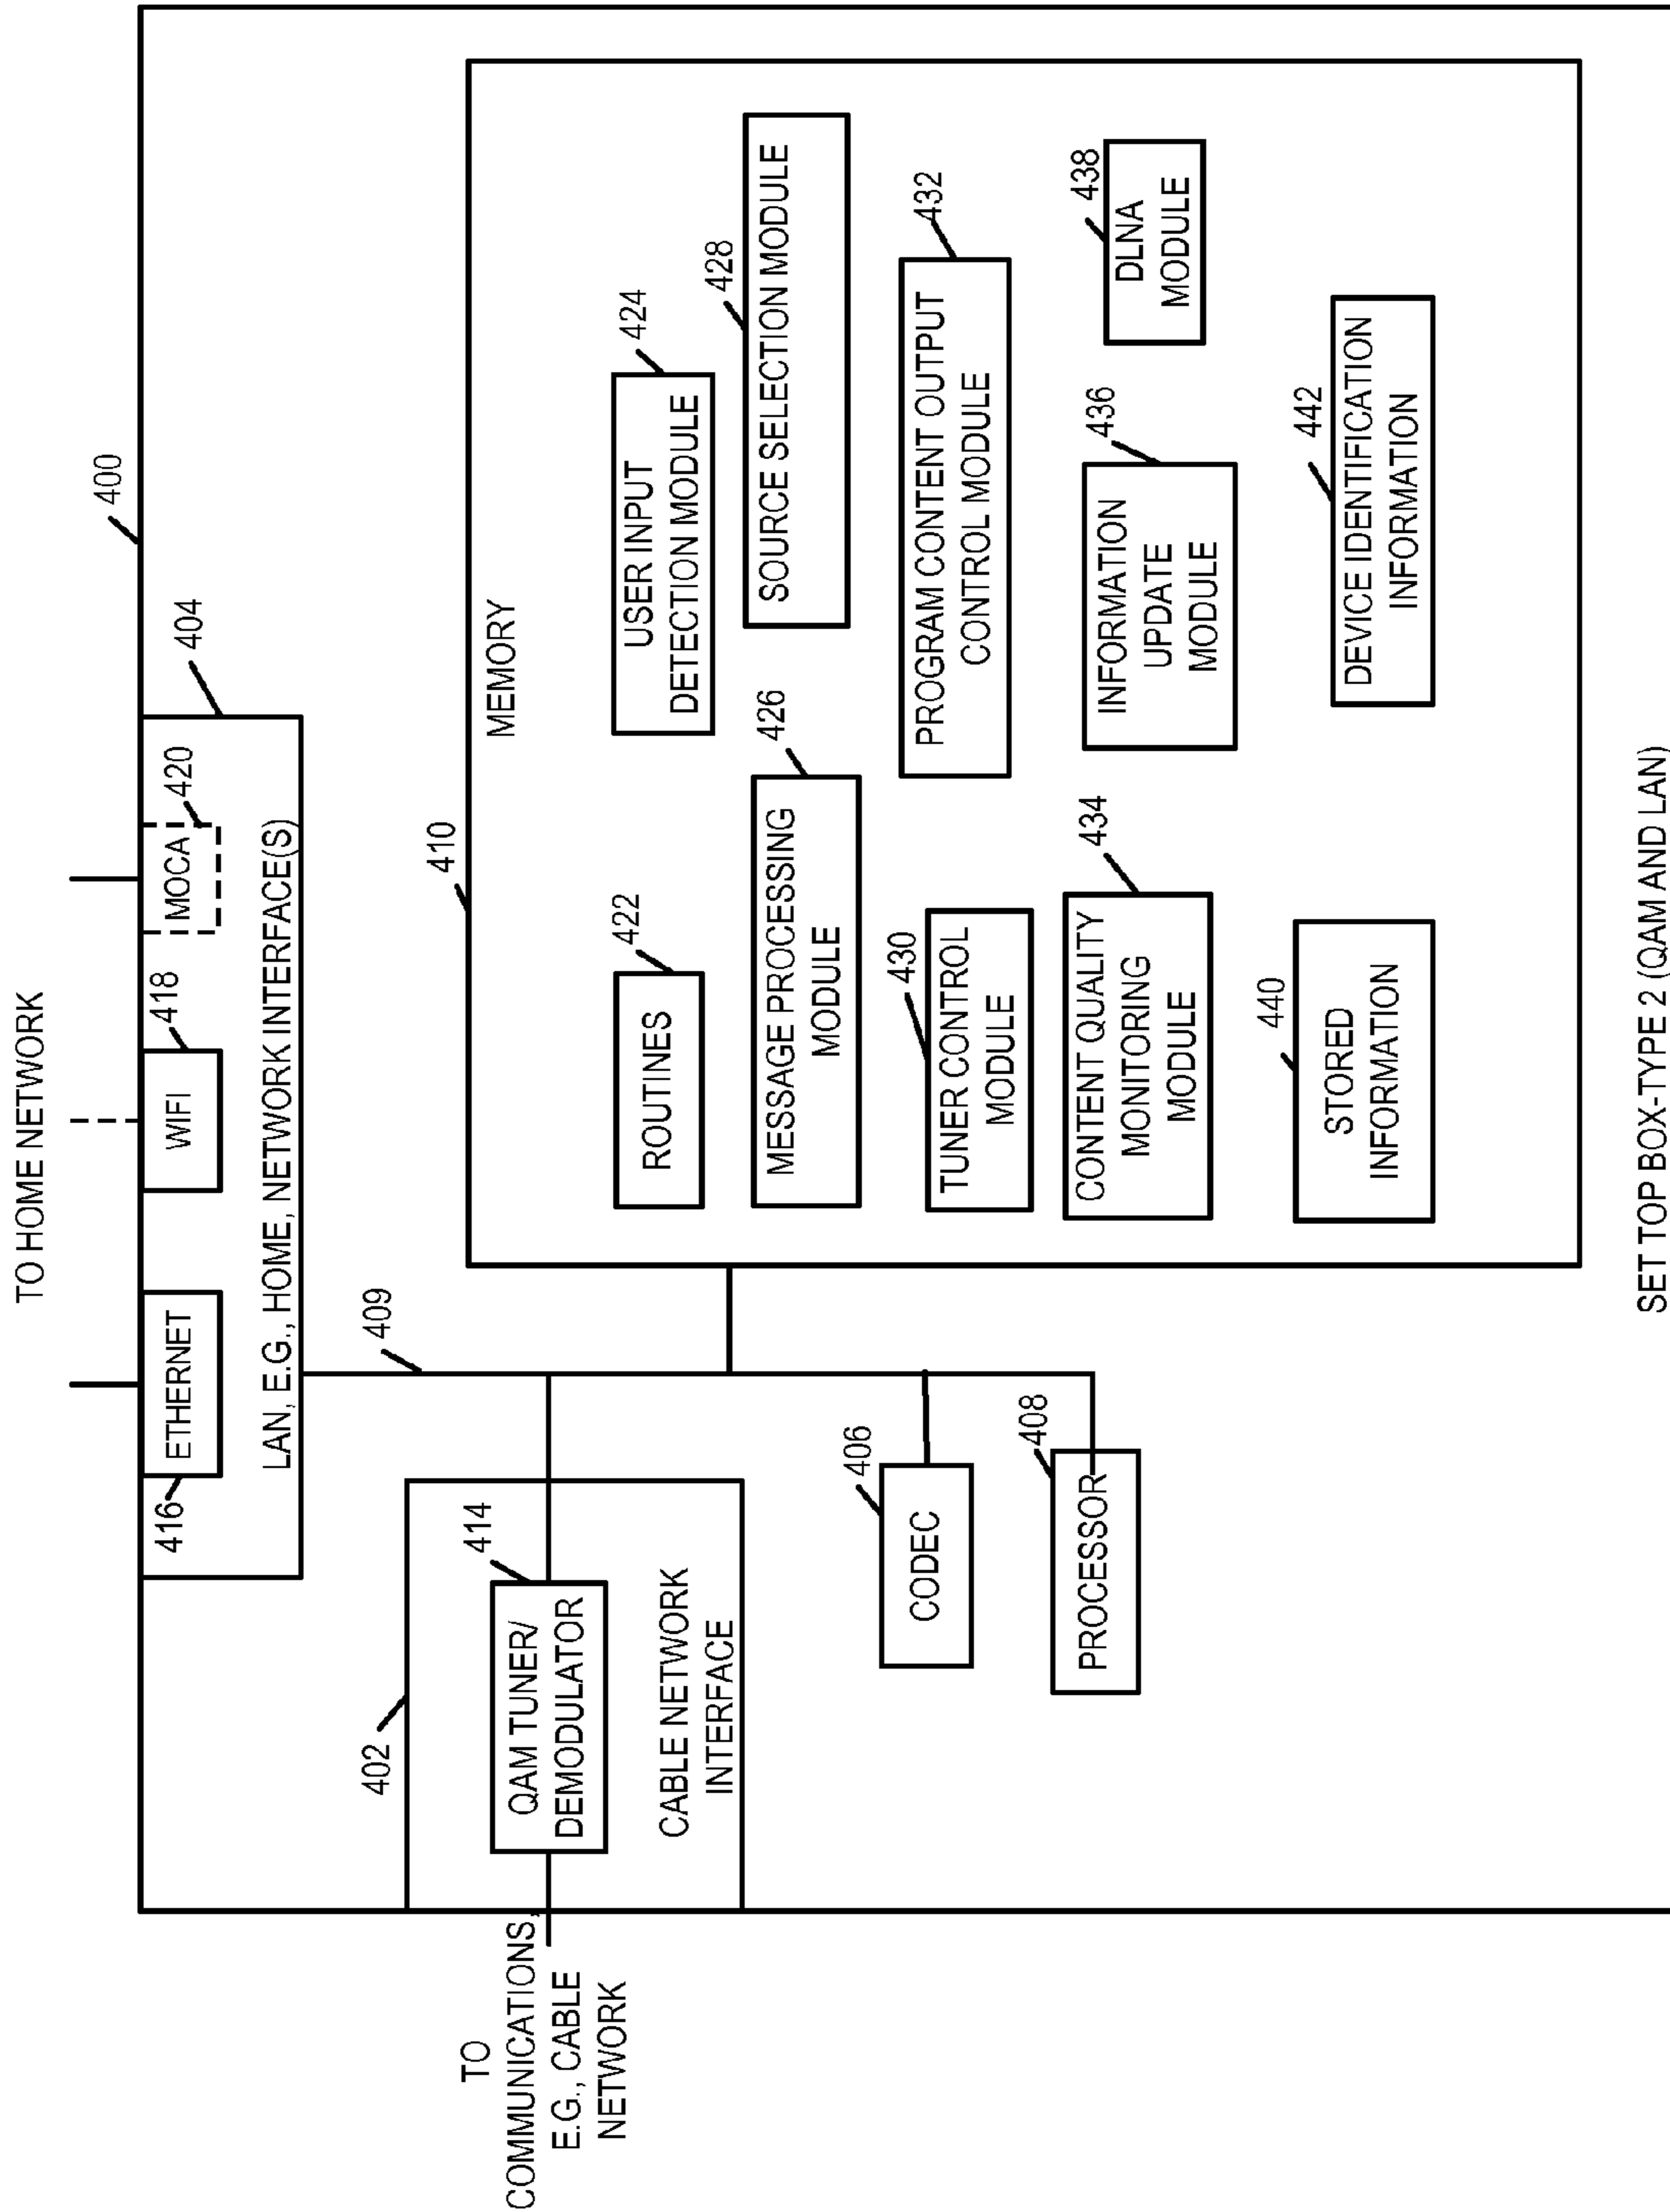 TO HOME NETWORK
400
404
416
ETHERNET
418
WIFI
420
MOCA
LAN, E.G., HOME, NETWORK INTERFACE(S)
409
402
414
QAM TUNER/
DEMODULATOR
CABLE NETWORK
INTERFACE
TO
COMMUNICATIONS,
E.G., CABLE
NETWORK
406
CODEC
408
PROCESSOR
410
MEMORY
422
ROUTINES
424
USER INPUT
DETECTION MODULE
426
MESSAGE PROCESSING
MODULE
428
SOURCE SELECTION MODULE
430
TUNER CONTROL
MODULE
432
PROGRAM CONTENT OUTPUT
CONTROL MODULE
434
CONTENT QUALITY
MONITORING
MODULE
436
INFORMATION
UPDATE
MODULE
438
DLNA
MODULE
440
STORED
INFORMATION
442
DEVICE IDENTIFICATION
INFORMATION
SET TOP BOX-TYPE 2 (QAM AND LAN)